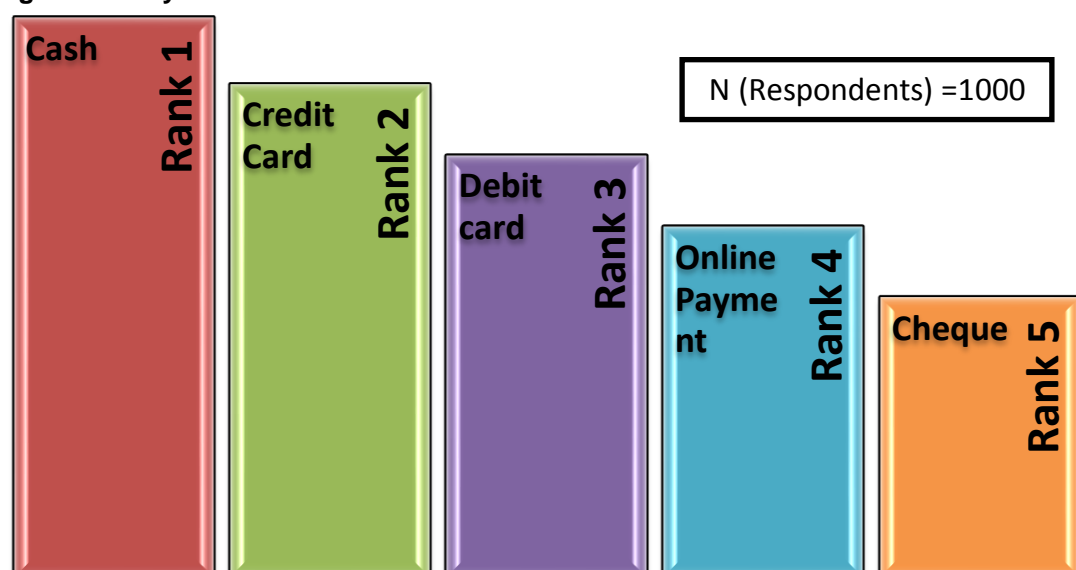 Cash
Rank 1
Credit
Card
Rank 2
Debit
card
Rank 3
Online
Payme
nt
Rank 4
Cheque
Rank 5
N (Respondents) =1000